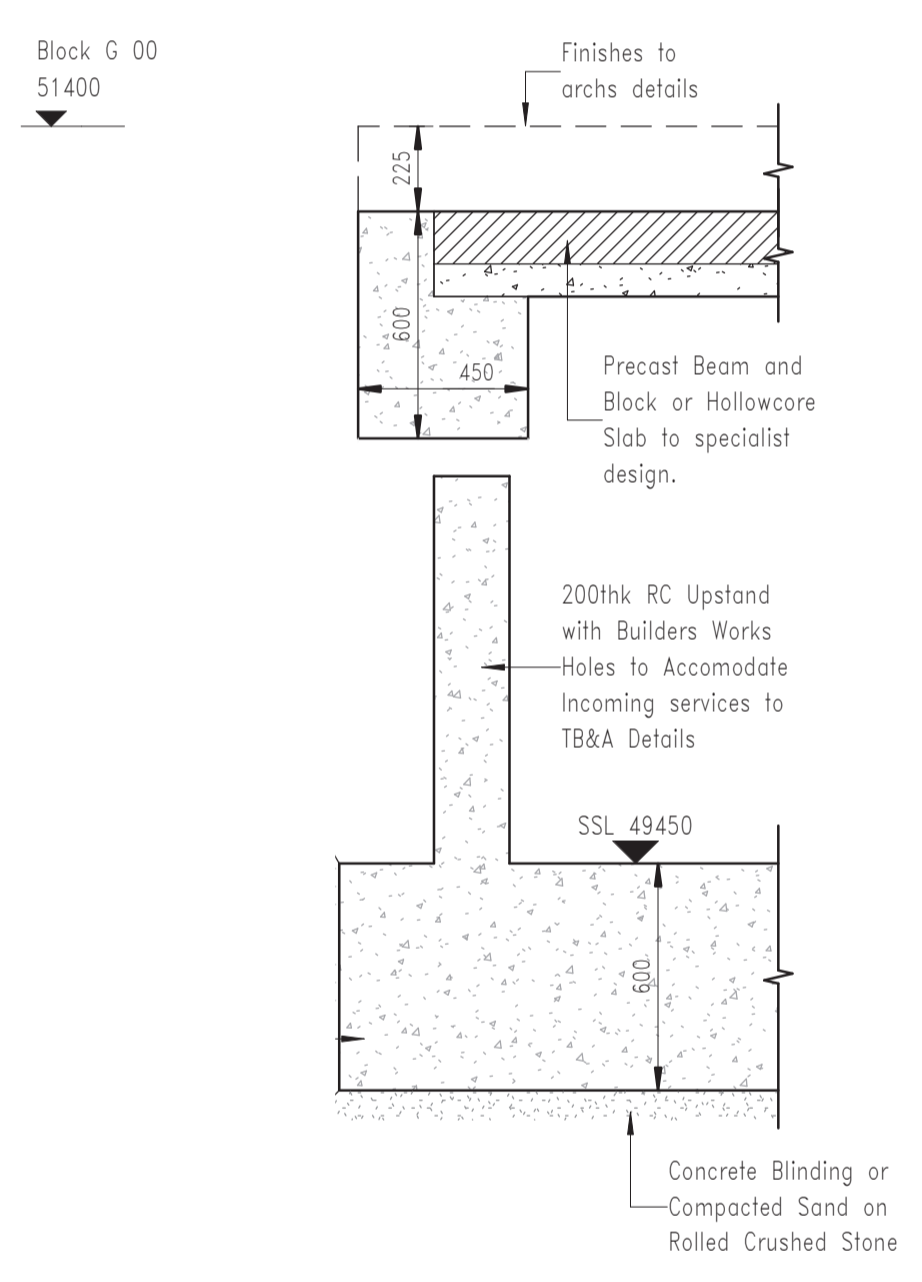 Block G 00
51400
Finishes to
archs details
225
600
450
Precast Beam and
Block or Hollowcore
Slab to specialist
design.
200thk RC Upstand
with Builders Works
Holes to Accomodate
Incoming services to
TB&A Details
SSL 49450
600
Concrete Blinding or
Compacted Sand on
Rolled Crushed Stone